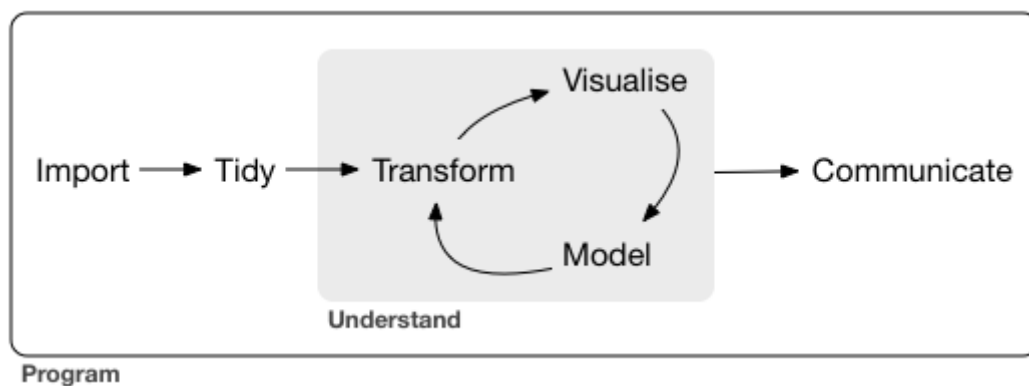 Visualise
Import
Tidy
Transform
Communicate
Model
Understand
Program